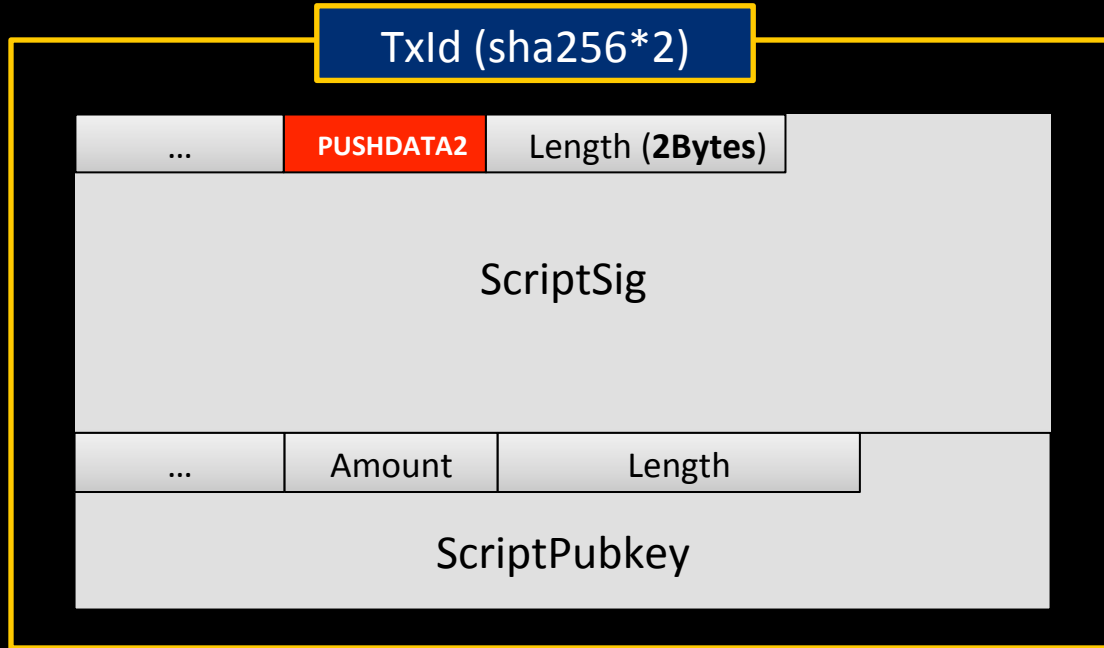 TxId (sha256*2)
... PUSHDATA2 Length (2Bytes)
ScriptSig
... Amount Length
ScriptPubkey